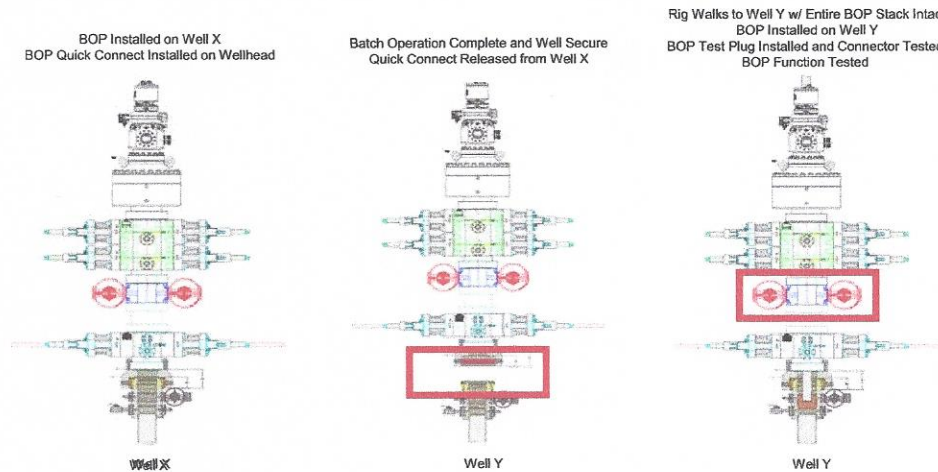 BOP Installed on Well X
BOP Quick Connect Installed on Wellhead
Batch Operation Complete and Well Secure
Quick Connect Released from Well X
Rig Walks to Well Y w/ Entire BOP Stack Intac
BOP Installed on Well Y
BOP Test Plug Installed and Connector Tested
BOP Function Tested
Well X
Well Y
Well Y